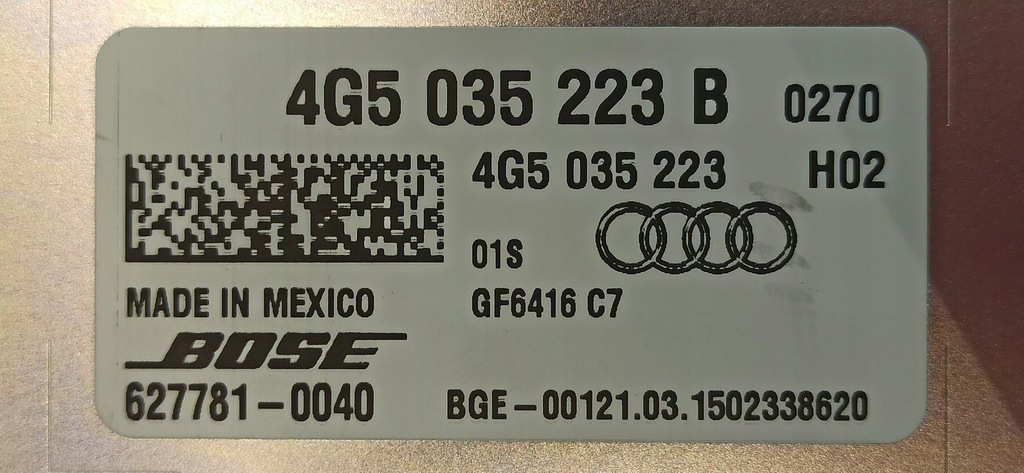 4G5 035 223 B 0270
4G5 035 223 H02
01S
MADE IN MEXICO GF6416 C7
BOSE
627781-0040 BGE-00121.03.1502338620